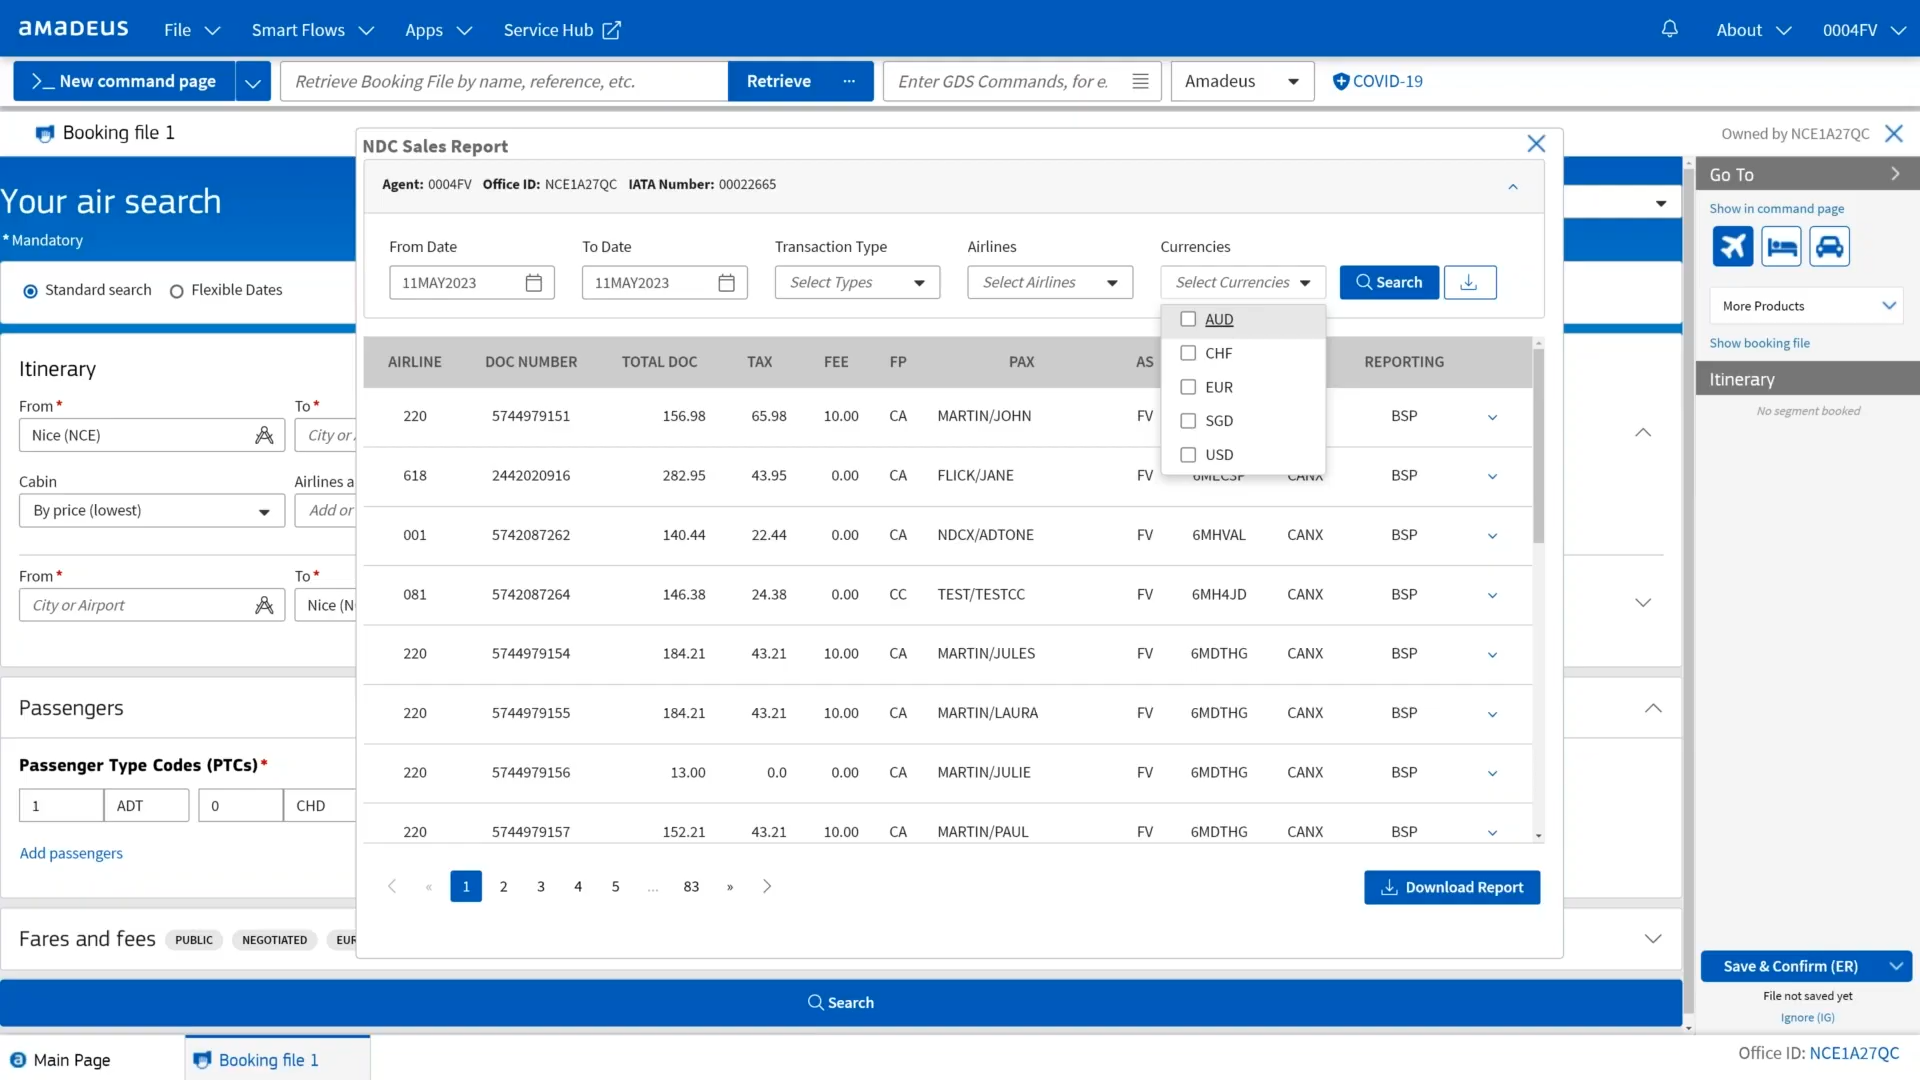 amadeus
File
Smart Flows
Apps
Service Hub
About
0004FV
>_ New command page
Retrieve Booking File by name, reference, etc.
Retrieve
...
Enter GDS Commands, for e.
Amadeus
COVID-19
Booking file 1
Owned by NCE1A27QC
Your air search
* Mandatory
Standard search
Flexible Dates
Itinerary
From *
To *
Nice (NCE)
City or
Cabin
Airlines a
By price (lowest)
Add or
From *
To *
City or Airport
Nice (N
Passengers
Passenger Type Codes (PTCs)*
1 ADT 0 CHD
Add passengers
Fares and fees PUBLIC NEGOTIATED EUR
Search
NDC Sales Report
Agent: 0004FV Office ID: NCE1A27QC IATA Number: 00022665
From Date To Date Transaction Type Airlines Currencies
11MAY2023 11MAY2023 Select Types Select Airlines Select Currencies Search
AUD
CHF
EUR
SGD
USD
AIRLINE DOC NUMBER TOTAL DOC TAX FEE FP PAX AS REPORTING
220 5744979151 156.98 65.98 10.00 CA MARTIN/JOHN FV BSP
618 2442020916 282.95 43.95 0.00 CA FLICK/JANE FV 6MECSP CANX BSP
001 5742087262 140.44 22.44 0.00 CA NDCX/ADTONE FV 6MHVAL CANX BSP
081 5742087264 146.38 24.38 0.00 CC TEST/TESTCC FV 6MH4JD CANX BSP
220 5744979154 184.21 43.21 10.00 CA MARTIN/JULES FV 6MDTHG CANX BSP
220 5744979155 184.21 43.21 10.00 CA MARTIN/LAURA FV 6MDTHG CANX BSP
220 5744979156 13.00 0.0 0.00 CA MARTIN/JULIE FV 6MDTHG CANX BSP
220 5744979157 152.21 43.21 10.00 CA MARTIN/PAUL FV 6MDTHG CANX BSP
< « 1 2 3 4 5 ... 83 » >
Download Report
Go To
Show in command page
More Products
Show booking file
Itinerary
No segment booked
Save & Confirm (ER)
File not saved yet
Ignore (IG)
Main Page
Booking file 1
Office ID: NCE1A27QC